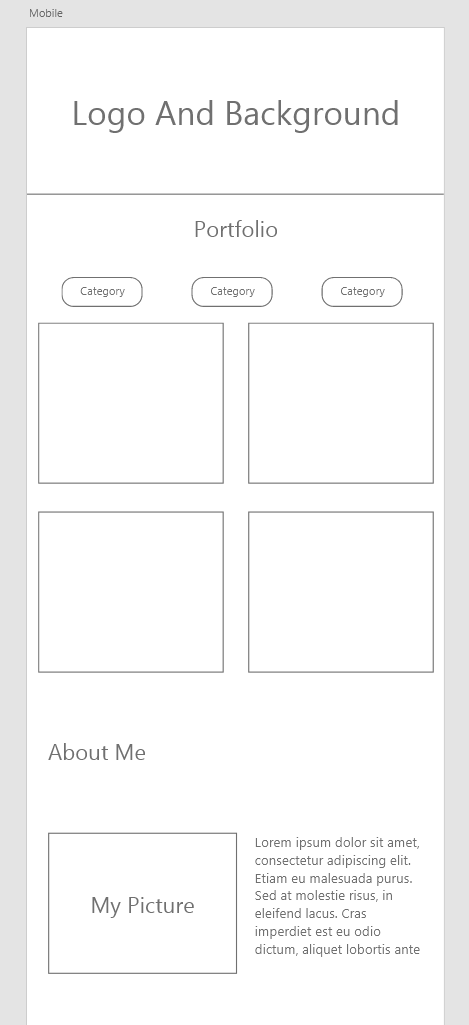 Mobile
Logo And Background
Portfolio
Category
Category
Category
About Me
My Picture
Lorem ipsum dolor sit amet,
consectetur adipiscing elit.
Etiam eu malesuada purus.
Sed at molestie risus, in
eleifend lacus. Cras
imperdiet est eu odio
dictum, aliquet lobortis ante